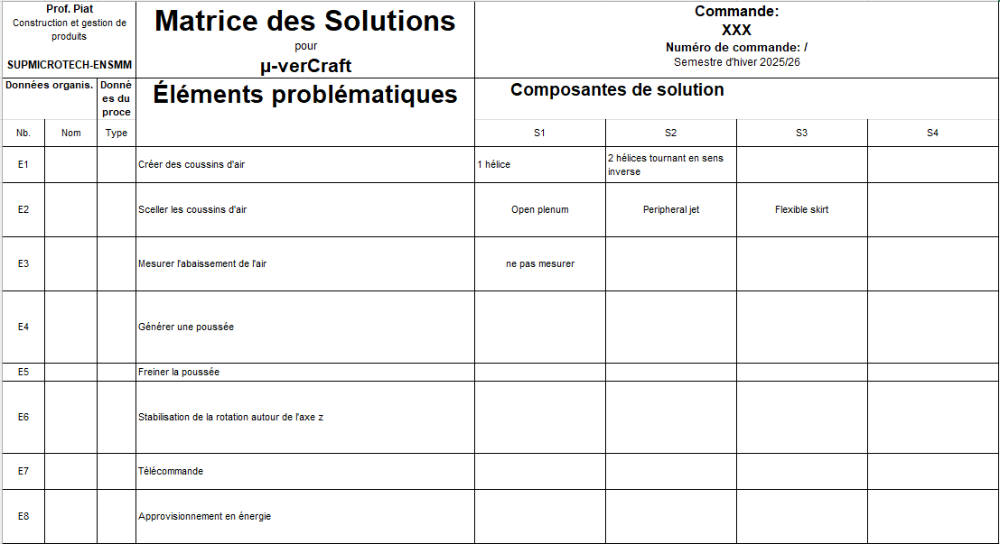 Prof. Piat
Construction et gestion de
produits
SUPMICROTECH-ENSMM
Matrice des Solutions
pour
µ-verCraft
Commande:
XXX
Numéro de commande: /
Semestre d'hiver 2025/26
Données organis.
Donné
es du
proce
Éléments problématiques
Composantes de solution
Nb.
Nom
Type
S1
S2
S3
S4
E1
Créer des coussins d'air
1 hélice
2 hélices tournant en sens
inverse
E2
Sceller les coussins d'air
Open plenum
Peripheral jet
Flexible skirt
E3
Mesurer l'abaissement de l'air
ne pas mesurer
E4
Générer une poussée
E5
Freiner la poussée
E6
Stabilisation de la rotation autour de l'axe z
E7
Télécommande
E8
Approvisionnement en énergie